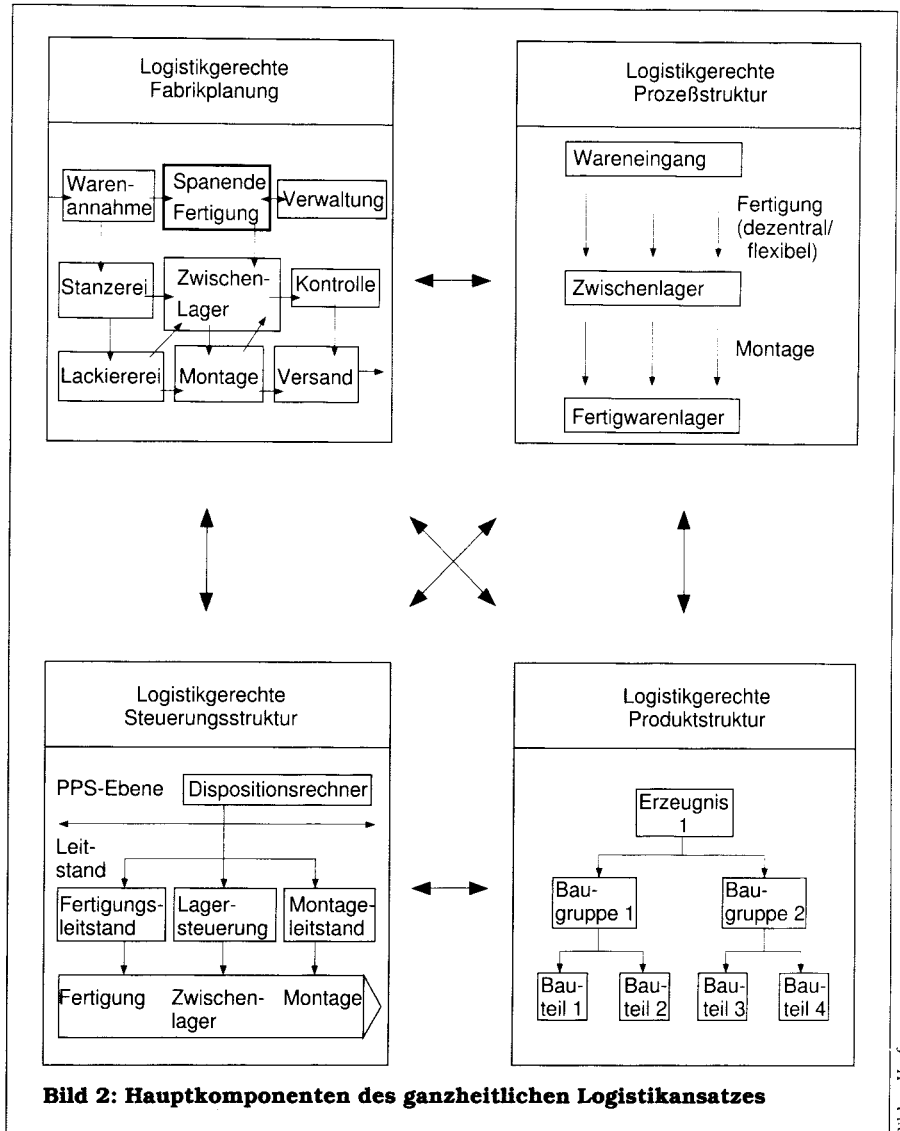 Logistikgerechte
Fabrikplanung
Waren-
annahme
Spanende
Fertigung
Verwaltung
Stanzerei
Zwischen-
Lager
Kontrolle
Lackiererei
Montage
Versand
Logistikgerechte
Prozeßstruktur
Wareneingang
Fertigung
(dezentral/
flexibel)
Zwischenlager
Montage
Fertigwarenlager
Logistikgerechte
Steuerungsstruktur
PPS-Ebene
Dispositionsrechner
Leit-
stand
Fertigungs-
leitstand
Lager-
steuerung
Montage-
leitstand
Fertigung
Zwischen-
lager
Montage
Logistikgerechte
Produktstruktur
Erzeugnis
1
Bau-
gruppe 1
Bau-
gruppe 2
Bau-
teil 1
Bau-
teil 2
Bau-
teil 3
Bau-
teil 4
Bild 2: Hauptkomponenten des ganzheitlichen Logistikansatzes